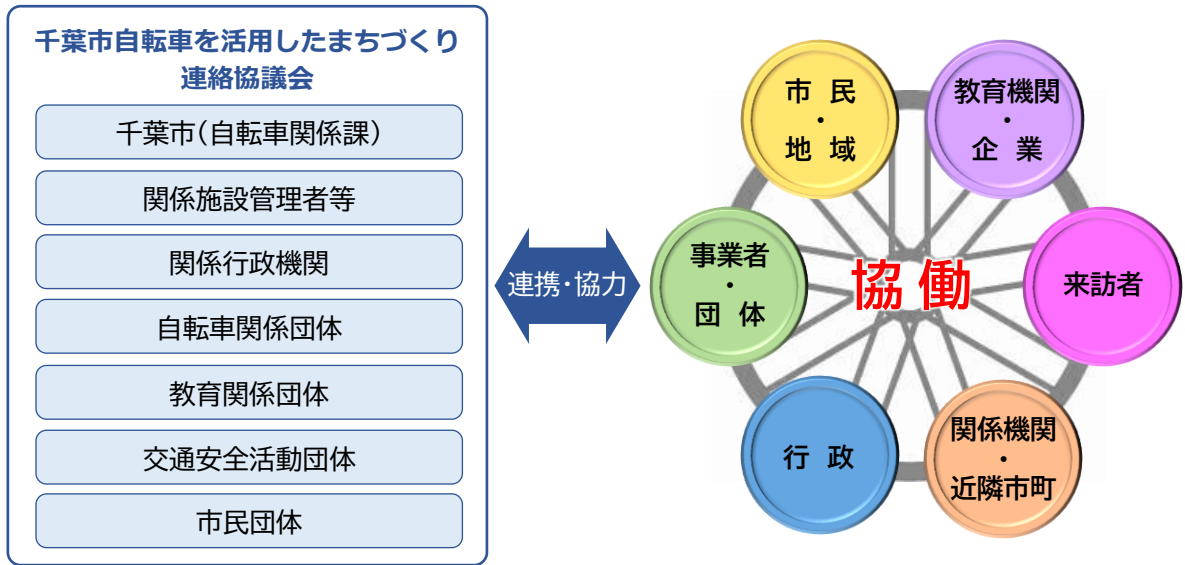 千葉市自転車を活用したまちづくり
連絡協議会
千葉市(自転車関係課)
関係施設管理者等
関係行政機関
自転車関係団体
教育関係団体
交通安全活動団体
市民団体
連携・協力
市 民
・
地 域
教育機関
・
企 業
事業者
・
団 体
協 働
来訪者
行 政
関係機関
・
近隣市町